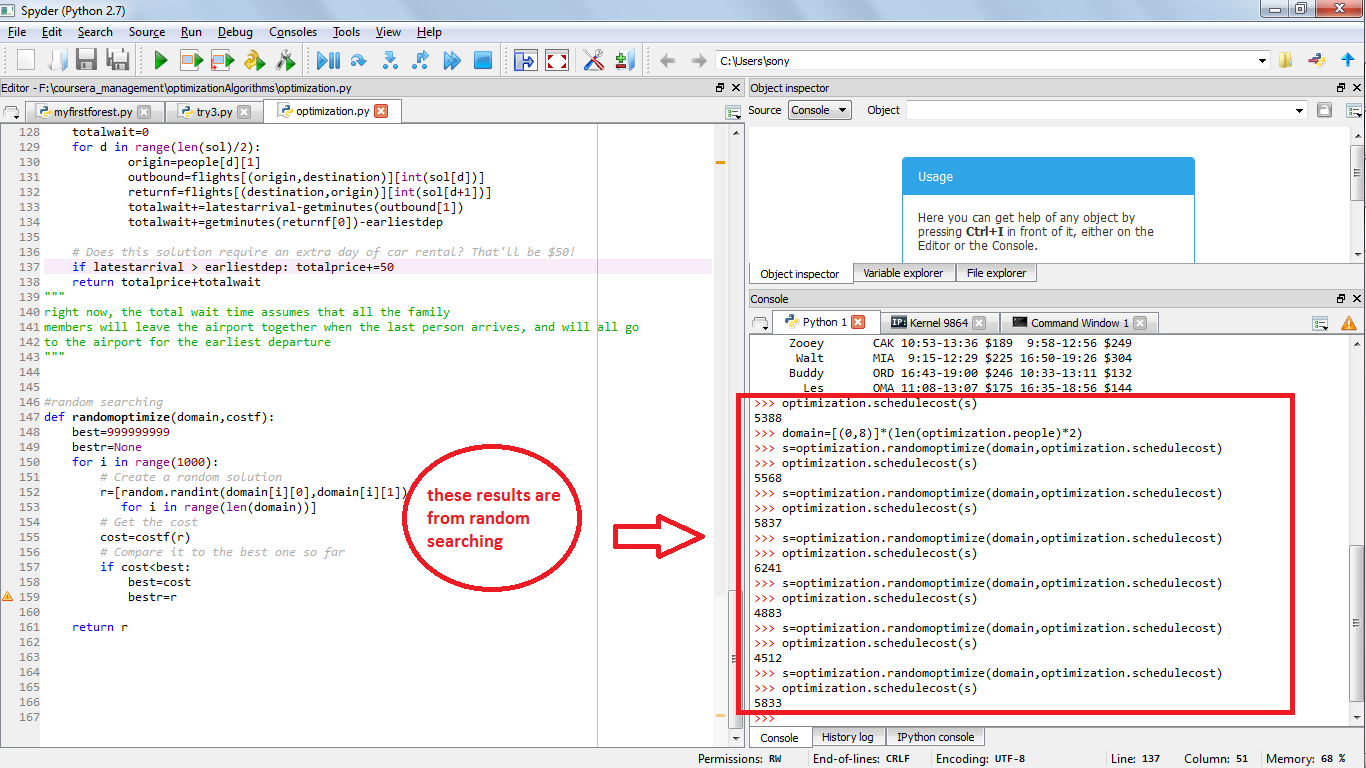 Spyder (Python 2.7)
File Edit Search Source Run Debug Consoles Tools View Help
C:\Users\sony
Editor - F:\coursera_management\optimizationAlgorithms\optimization.py
myfirstforest.py
try3.py
optimization.py
128 totalwait=0
129 for d in range(len(sol)/2):
130 origin=people[d][1]
131 outbound=flights[(origin,destination)][int(sol[d])]
132 returnf=flights[(destination,origin)][int(sol[d+1])]
133 totalwait+=latestarrival-getminutes(outbound[1])
134 totalwait+=getminutes(returnf[0])-earliestdep
135
136 # Does this solution require an extra day of car rental? That'll be $50!
137 if latestarrival > earliestdep: totalprice+=50
138 return totalprice+totalwait
139 """
140 right now, the total wait time assumes that all the family
141 members will leave the airport together when the last person arrives, and will all go
142 to the airport for the earliest departure
143 """
144
145
146 #random searching
147 def randomoptimize(domain,costf):
148 best=999999999
149 bestr=None
150 for i in range(1000):
151 # Create a random solution
152 r=[random.randint(domain[i][0],domain[i][1])
153 for i in range(len(domain))]
154 # Get the cost
155 cost=costf(r)
156 # Compare it to the best one so far
157 if cost<best:
158 best=cost
159 bestr=r
160
161 return r
162
163
164
165
166
167
these results are
from random
searching
Object inspector
Source Console Object
Usage
Here you can get help of any object by
pressing Ctrl+I in front of it, either on the
Editor or the Console.
Object inspector Variable explorer File explorer
Console
Python 1
IP: Kernel 9864
Command Window 1
Zooey CAK 10:53-13:36 $189 9:58-12:56 $249
Walt MIA 9:15-12:29 $225 16:50-19:26 $304
Buddy ORD 16:43-19:00 $246 10:33-13:11 $132
Les OMA 11:08-13:07 $175 16:35-18:56 $144
>>> optimization.schedulecost(s)
5388
>>> domain=[(0,8)]*(len(optimization.people)*2)
>>> s=optimization.randomoptimize(domain,optimization.schedulecost)
>>> optimization.schedulecost(s)
5568
>>> s=optimization.randomoptimize(domain,optimization.schedulecost)
>>> optimization.schedulecost(s)
5837
>>> s=optimization.randomoptimize(domain,optimization.schedulecost)
>>> optimization.schedulecost(s)
6241
>>> s=optimization.randomoptimize(domain,optimization.schedulecost)
>>> optimization.schedulecost(s)
4883
>>> s=optimization.randomoptimize(domain,optimization.schedulecost)
>>> optimization.schedulecost(s)
4512
>>> s=optimization.randomoptimize(domain,optimization.schedulecost)
>>> optimization.schedulecost(s)
5833
>>>
Console History log IPython console
Permissions: RW End-of-lines: CRLF Encoding: UTF-8 Line: 137 Column: 51 Memory: 68 %